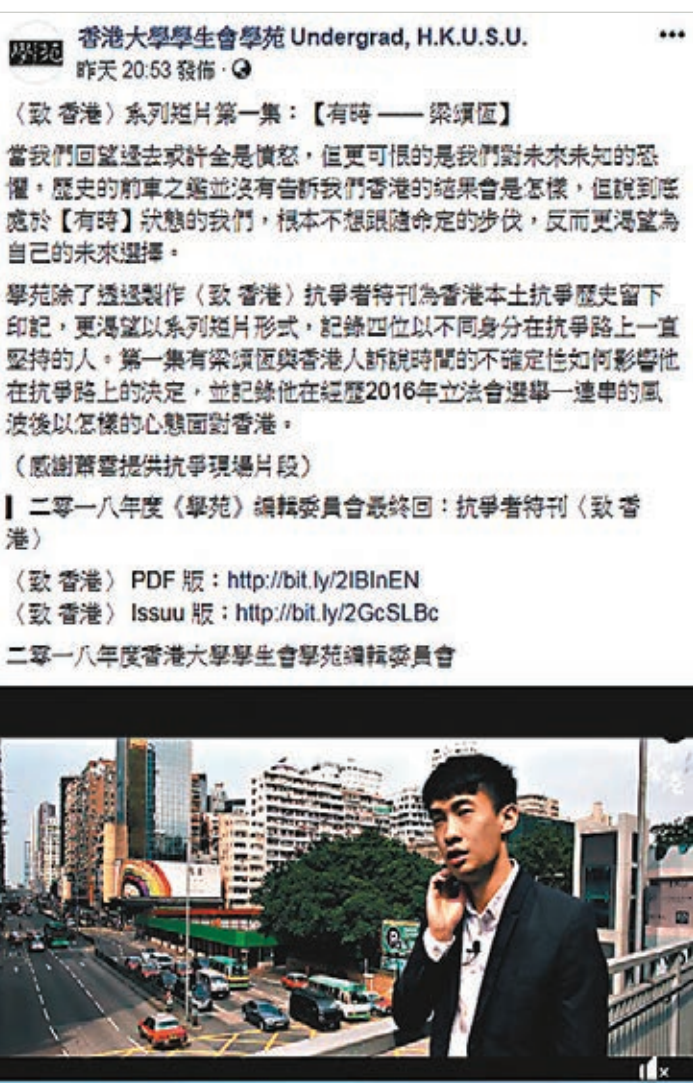 學苑
香港大學學生會學苑 Undergrad, H.K.U.S.U.
昨天 20:53 發佈 ·
〈致 香港〉系列短片第一集：【有時 —— 梁頌恆】
當我們回望過去或許全是憤怒，但更可恨的是我們對未來未知的恐
懼。歷史的前車之鑑並沒有告訴我們香港的結果會是怎樣，但說到底
處於【有時】狀態的我們，根本不想跟隨命定的步伐，反而更渴望為
自己的未來選擇。
學苑除了透過製作〈致 香港〉抗爭者特刊為香港本土抗爭歷史留下
印記，更渴望以系列短片形式，記錄四位以不同身分在抗爭路上一直
堅持的人。第一集有梁頌恆與香港人訴說時間的不確定性如何影響他
在抗爭路上的決定，並記錄他在經歷2016年立法會選舉一連串的風
波後以怎樣的心態面對香港。
（感謝蕭雲提供抗爭現場片段）
▎二零一八年度《學苑》編輯委員會最終回：抗爭者特刊〈致 香
港〉
〈致 香港〉 PDF 版：http://bit.ly/2IBInEN
〈致 香港〉 Issuu 版：http://bit.ly/2GcSLBc
二零一八年度香港大學學生會學苑編輯委員會